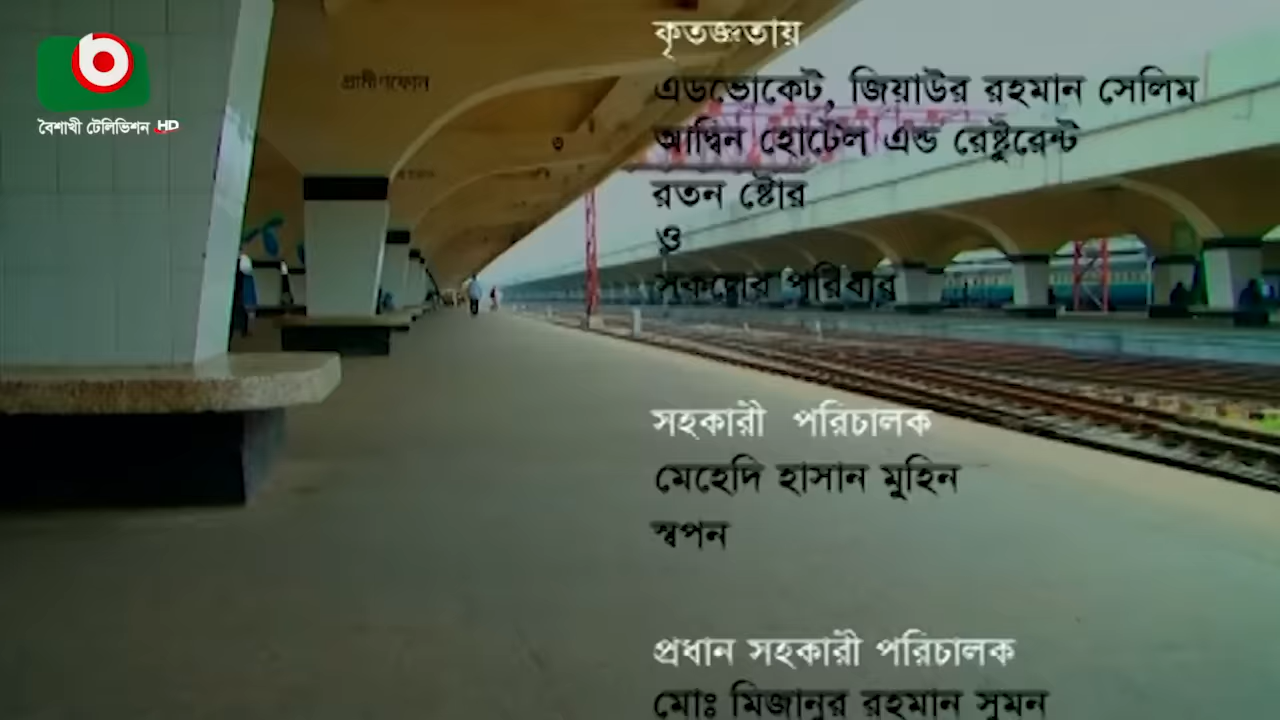 বৈশাখী টেলিভিশন HD
গ্রামীণফোন
কৃতজ্ঞতায়
এডভোকেট, জিয়াউর রহমান সেলিম
আশ্বিন হোটেল এন্ড রেষ্টুরেন্ট
রতন ষ্টোর
ও
সকলের পরিবার
সহকারী পরিচালক
মেহেদি হাসান মুহিন
স্বপন
প্রধান সহকারী পরিচালক
মোঃ মিজানুর রহমান সুমন